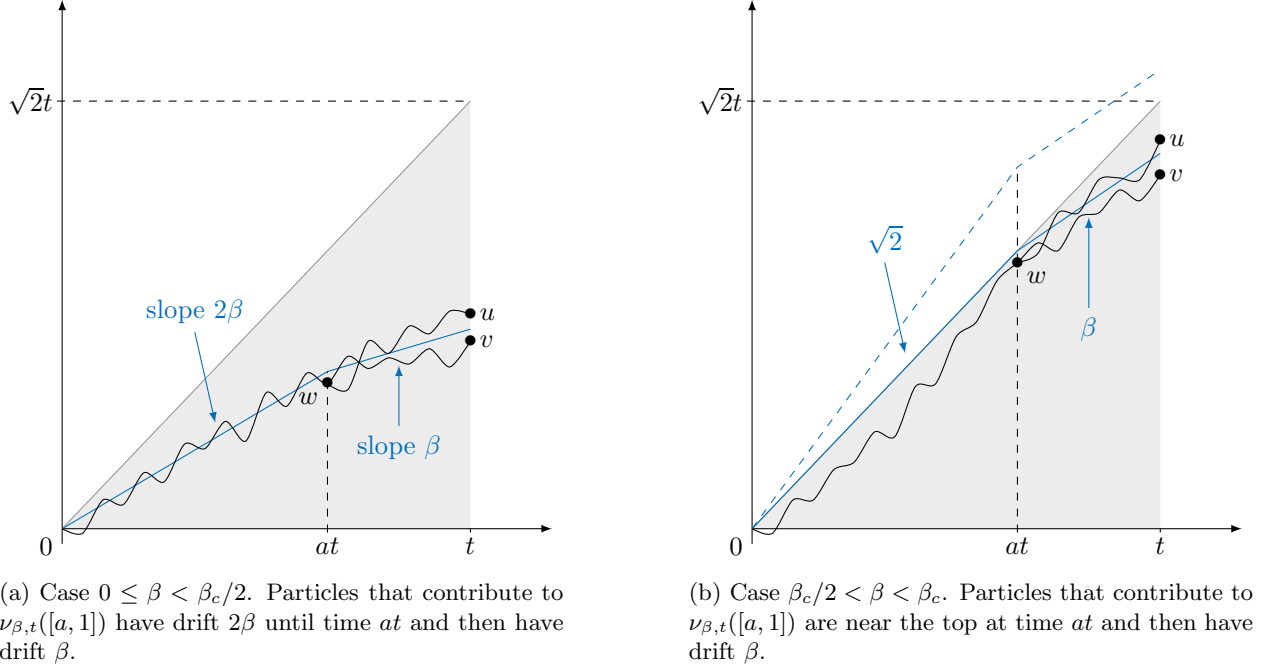 √2t
slope 2β
u
v
w
slope β
0
at
t
(a) Case 0 ≤ β < β_c/2. Particles that contribute to
ν_{β,t}([a, 1]) have drift 2β until time at and then have
drift β.
√2t
√2
u
v
w
β
0
at
t
(b) Case β_c/2 < β < β_c. Particles that contribute to
ν_{β,t}([a, 1]) are near the top at time at and then have
drift β.